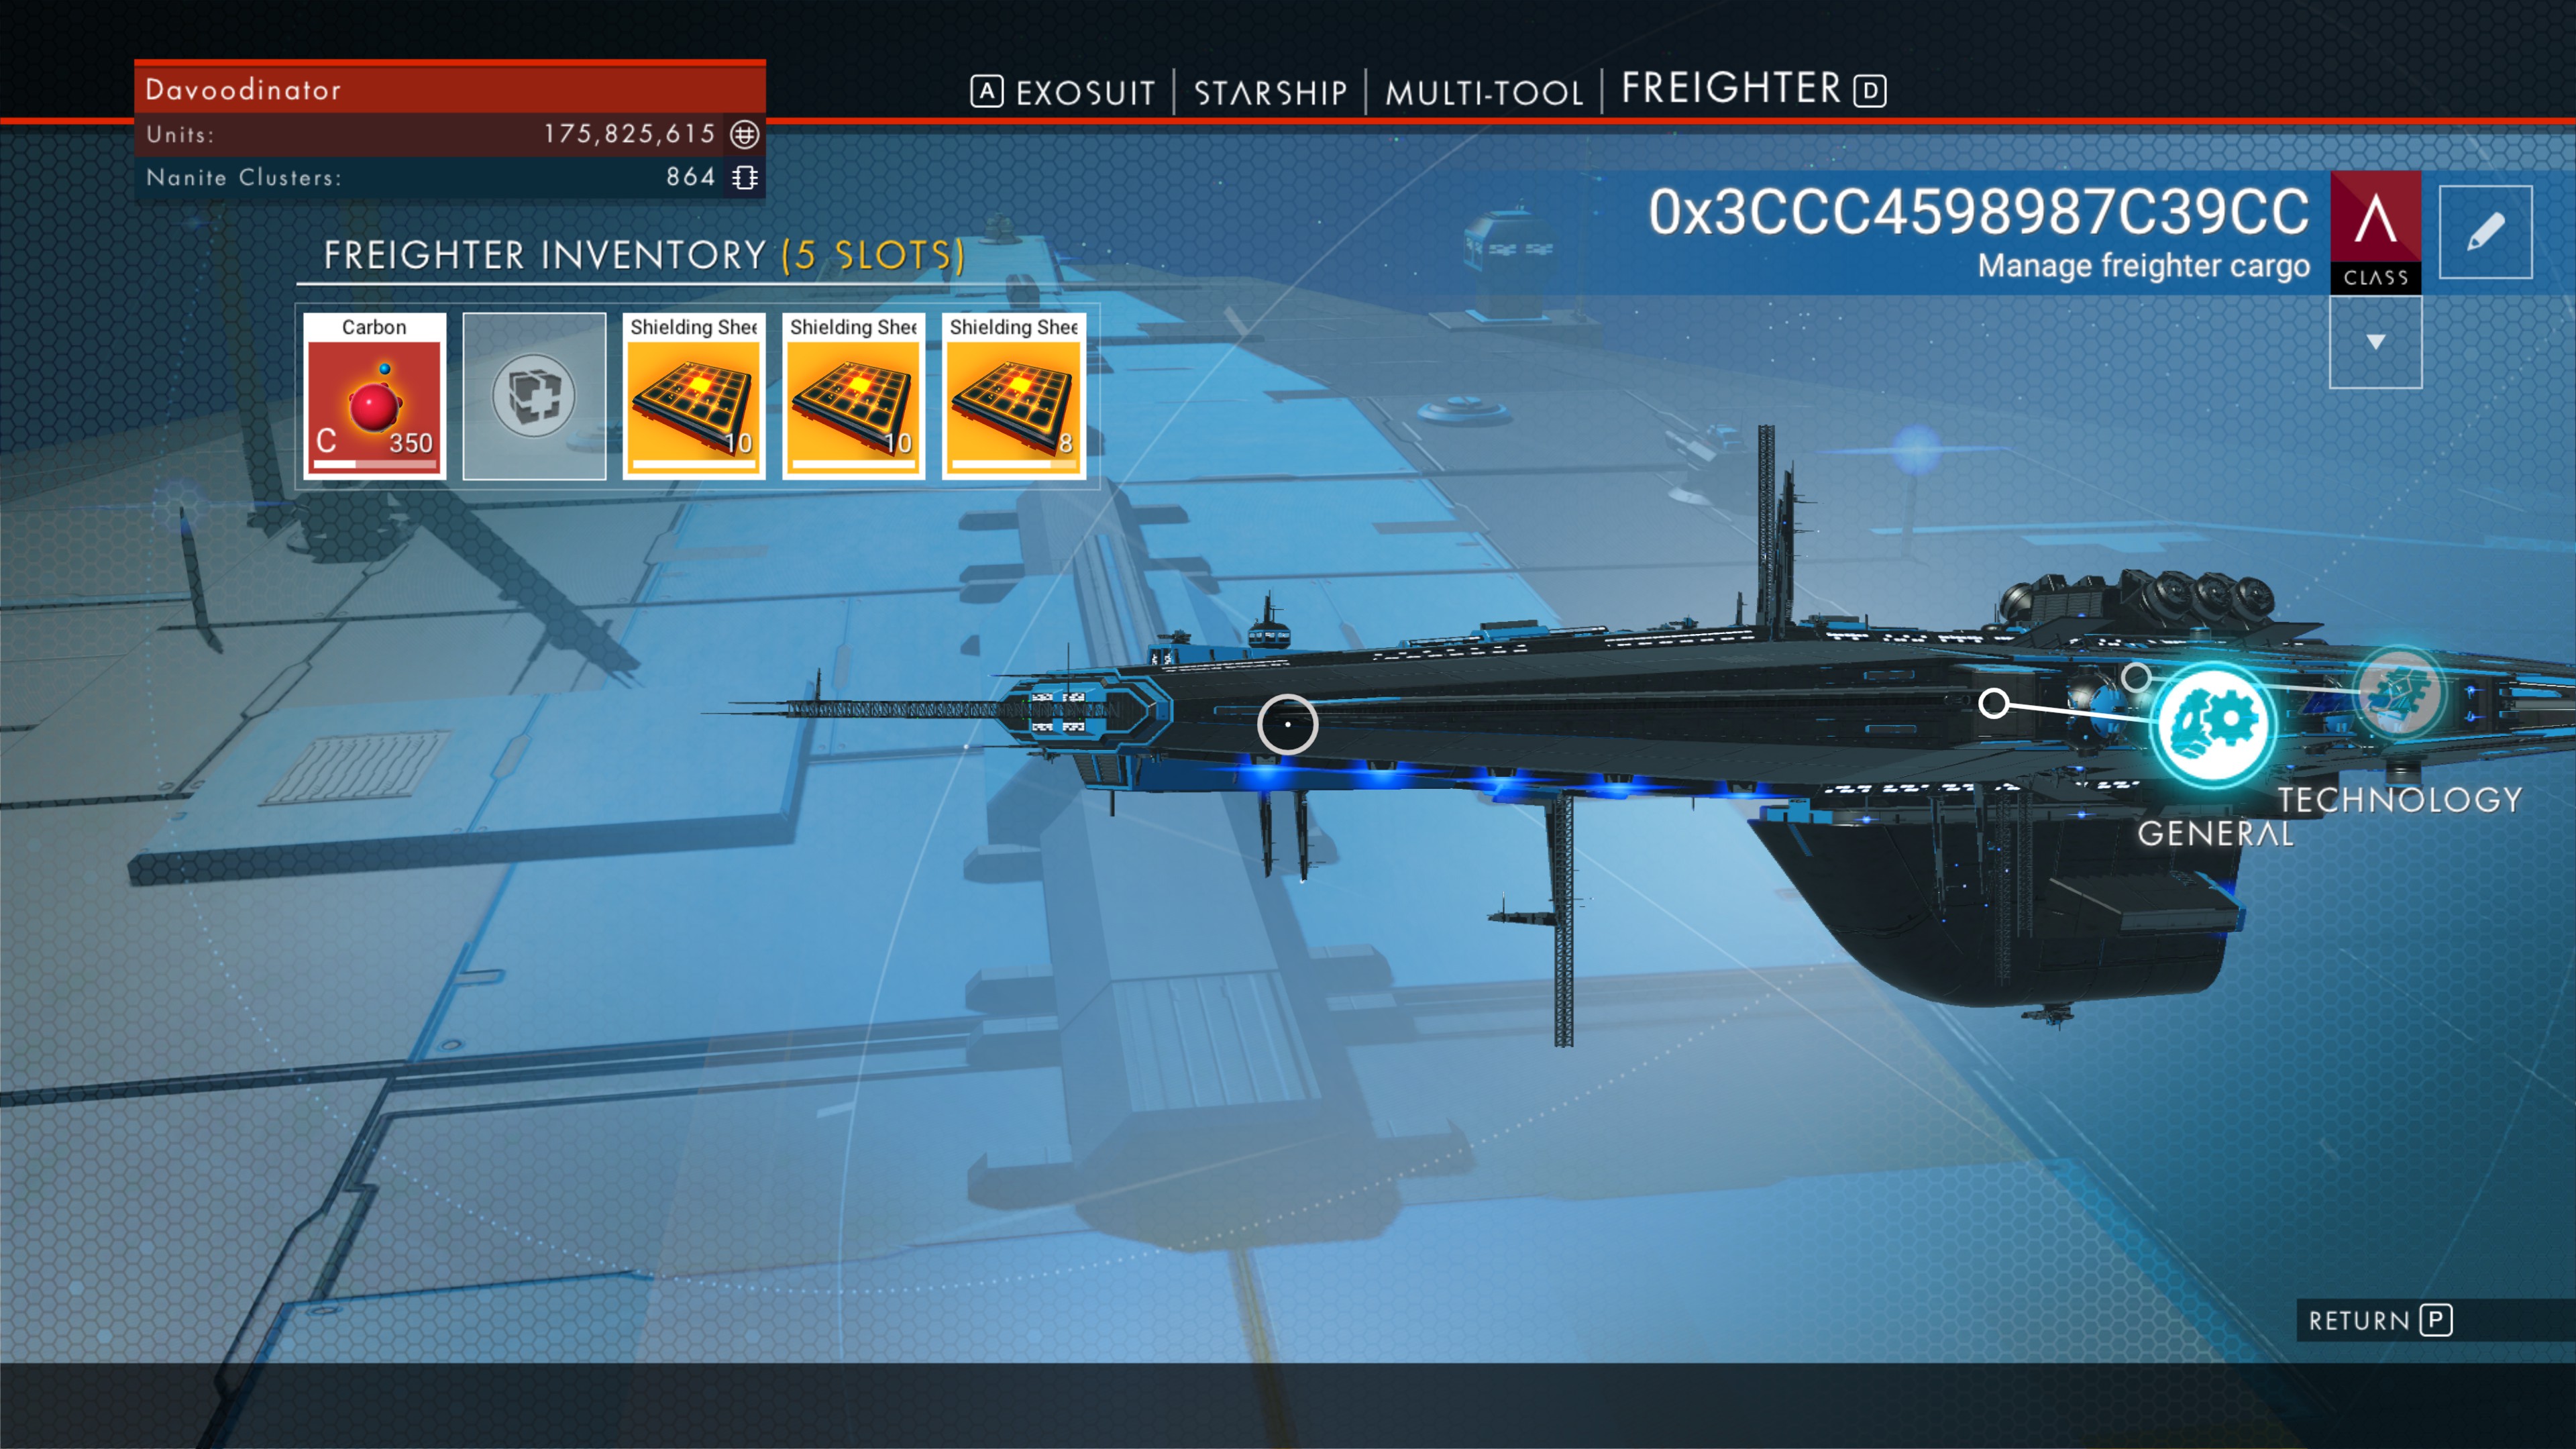 Davoodinator
Units: 175,825,615
Nanite Clusters: 864
A EXOSUIT | STARSHIP | MULTI-TOOL | FREIGHTER D
0x3CCC4598987C39CC
Manage freighter cargo
CLASS
FREIGHTER INVENTORY (5 SLOTS)
Carbon
C 350
Shielding Shee
10
Shielding Shee
10
Shielding Shee
8
TECHNOLOGY
GENERAL
RETURN P